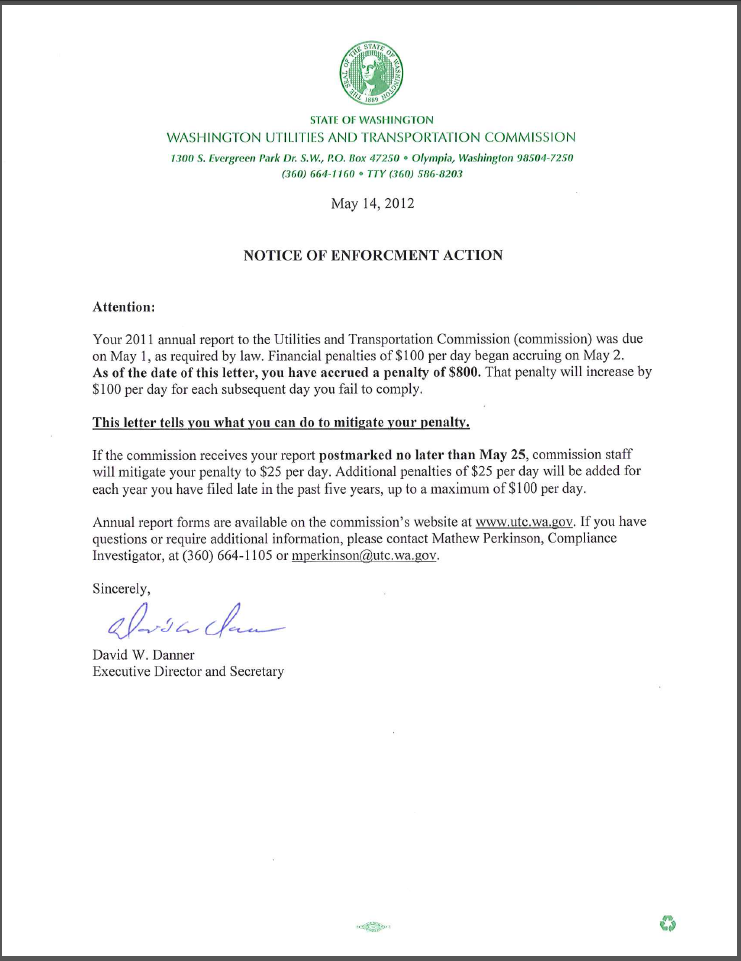 THE SEAL OF THE STATE OF WASHINGTON
1889
STATE OF WASHINGTON
WASHINGTON UTILITIES AND TRANSPORTATION COMMISSION
1300 S. Evergreen Park Dr. S.W., P.O. Box 47250 • Olympia, Washington 98504-7250
(360) 664-1160 • TTY (360) 586-8203
May 14, 2012
NOTICE OF ENFORCMENT ACTION
Attention:
Your 2011 annual report to the Utilities and Transportation Commission (commission) was due
on May 1, as required by law. Financial penalties of $100 per day began accruing on May 2.
As of the date of this letter, you have accrued a penalty of $800. That penalty will increase by
$100 per day for each subsequent day you fail to comply.
This letter tells you what you can do to mitigate your penalty.
If the commission receives your report postmarked no later than May 25, commission staff
will mitigate your penalty to $25 per day. Additional penalties of $25 per day will be added for
each year you have filed late in the past five years, up to a maximum of $100 per day.
Annual report forms are available on the commission's website at www.utc.wa.gov. If you have
questions or require additional information, please contact Mathew Perkinson, Compliance
Investigator, at (360) 664-1105 or mperkinson@utc.wa.gov.
Sincerely,
David W. Danner
Executive Director and Secretary